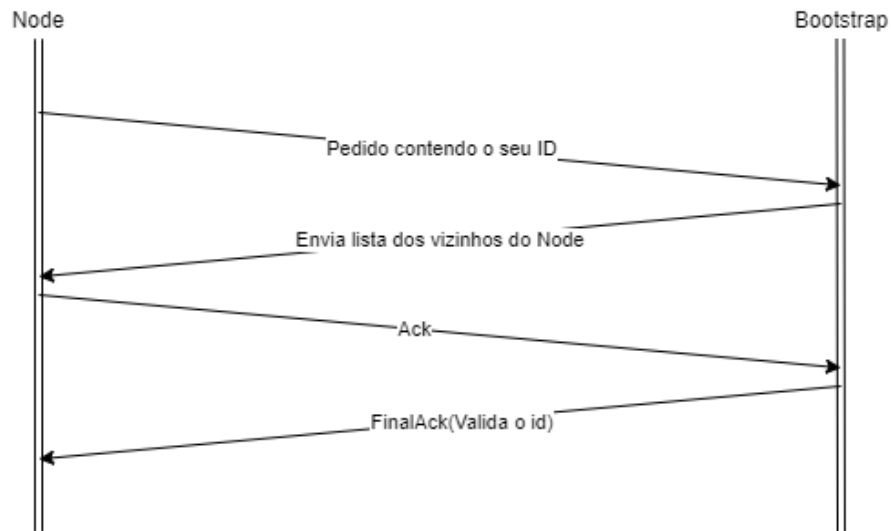 Node
Bootstrap
Pedido contendo o seu ID
Envia lista dos vizinhos do Node
Ack
FinalAck(Valida o id)